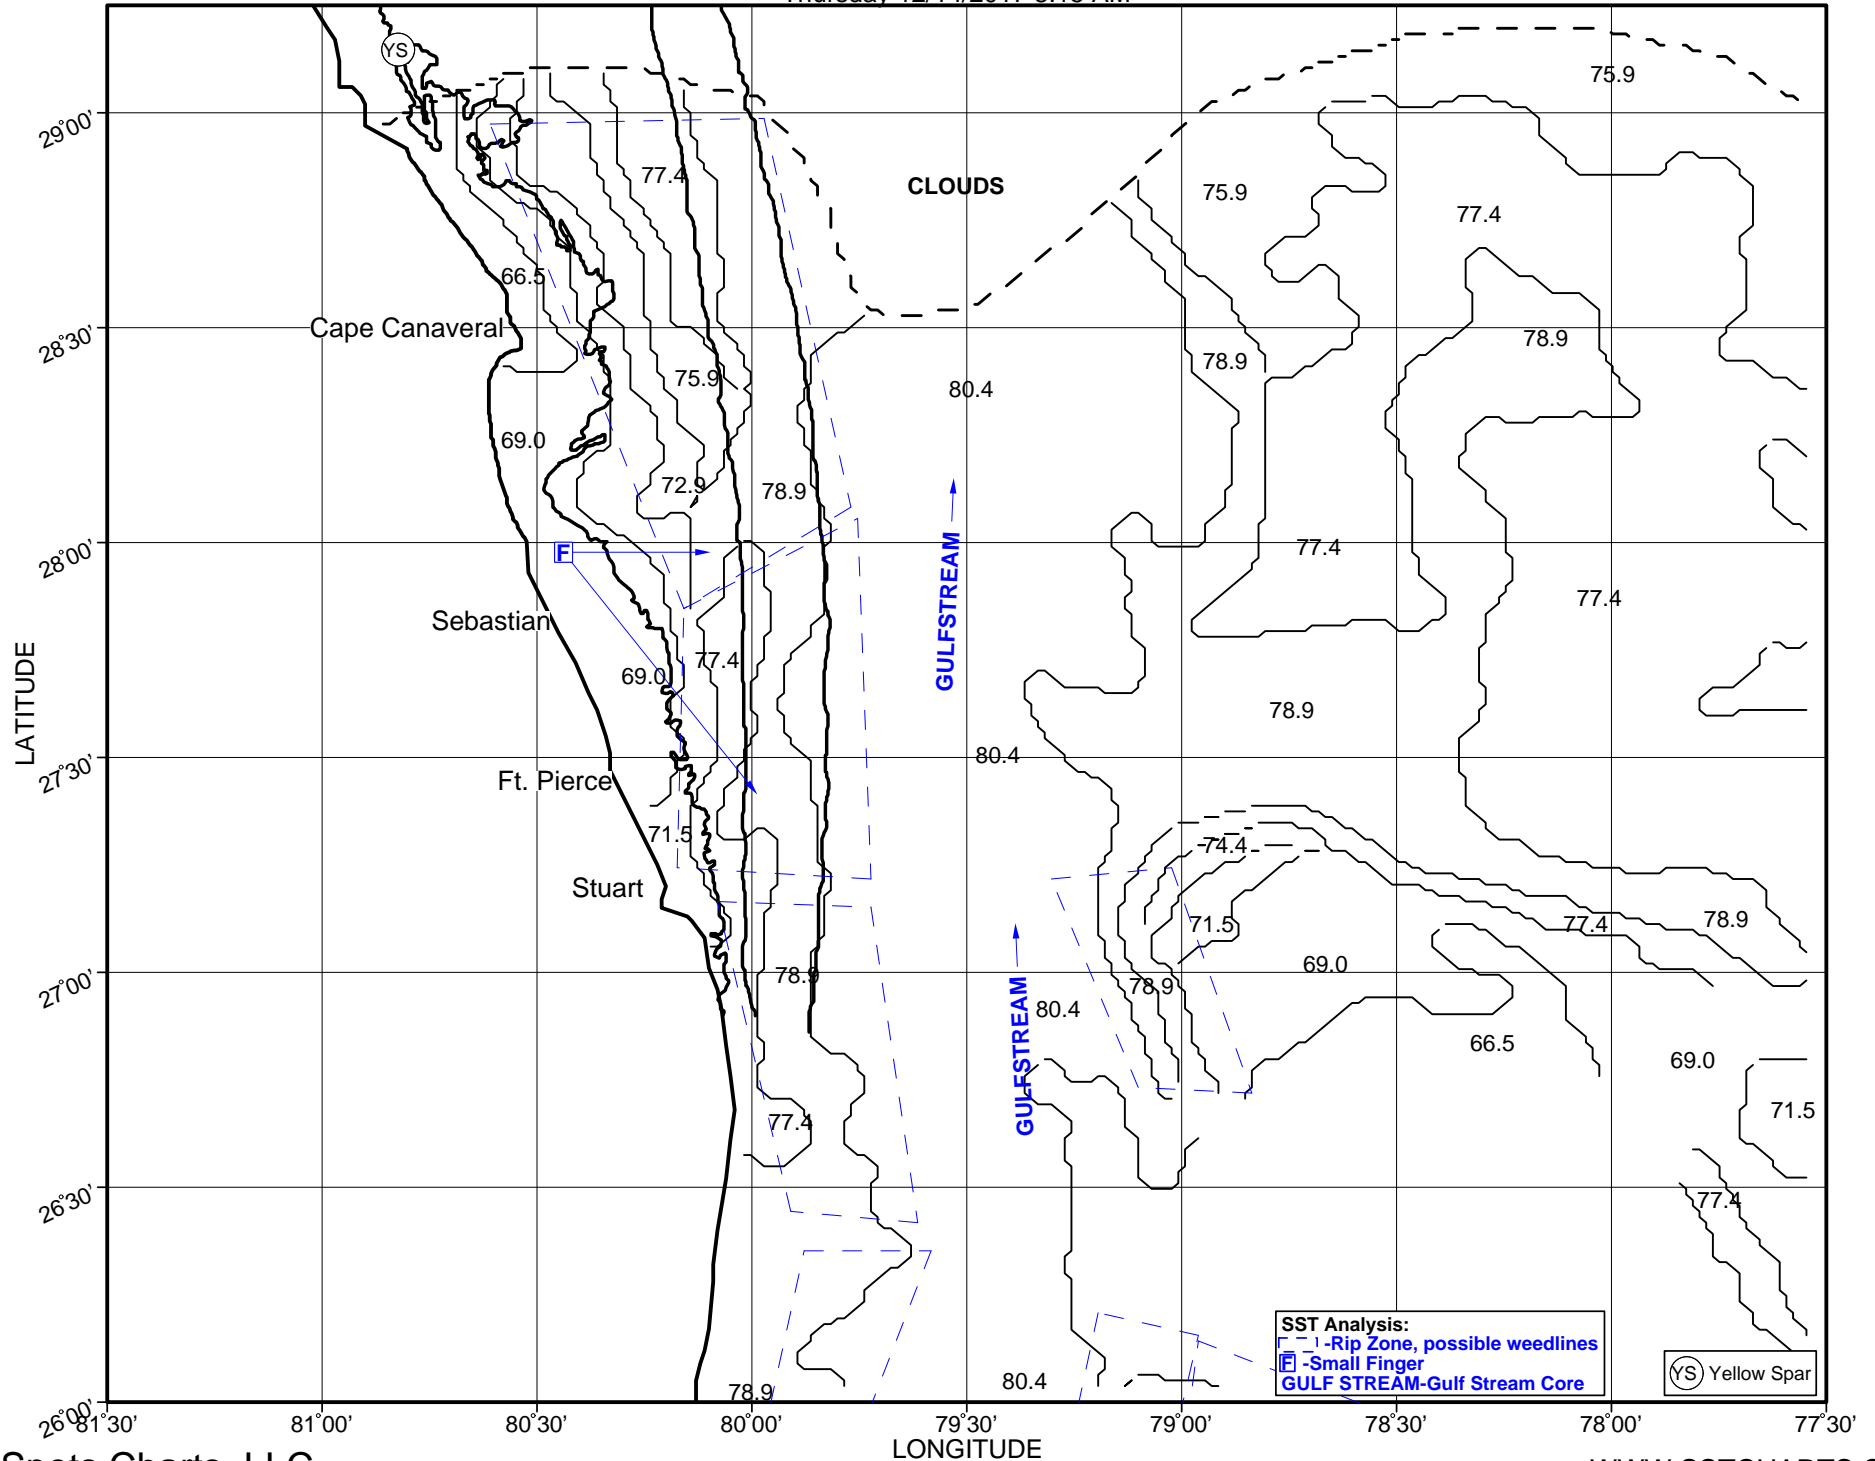 YS
75.9
29°00'
77.4
CLOUDS
75.9
77.4
66.5
Cape Canaveral
28°30'
78.9
78.9
75.9
80.4
69.0
72.9
78.9
28°00'
F
77.4
77.4
GULFSTREAM
Sebastian
77.4
69.0
78.9
LATITUDE
27°30'
80.4
Ft. Pierce
71.5
74.4
Stuart
71.5
77.4
78.9
69.0
27°00'
78.9
78.9
80.4
GULFSTREAM
66.5
69.0
77.4
71.5
26°30'
77.4
SST Analysis:
-Rip Zone, possible weedlines
F -Small Finger
GULF STREAM-Gulf Stream Core
YS Yellow Spar
78.9
80.4
26°00'
81°30' 81°00' 80°30' 80°00' 79°30' 79°00' 78°30' 78°00' 77°30'
LONGITUDE